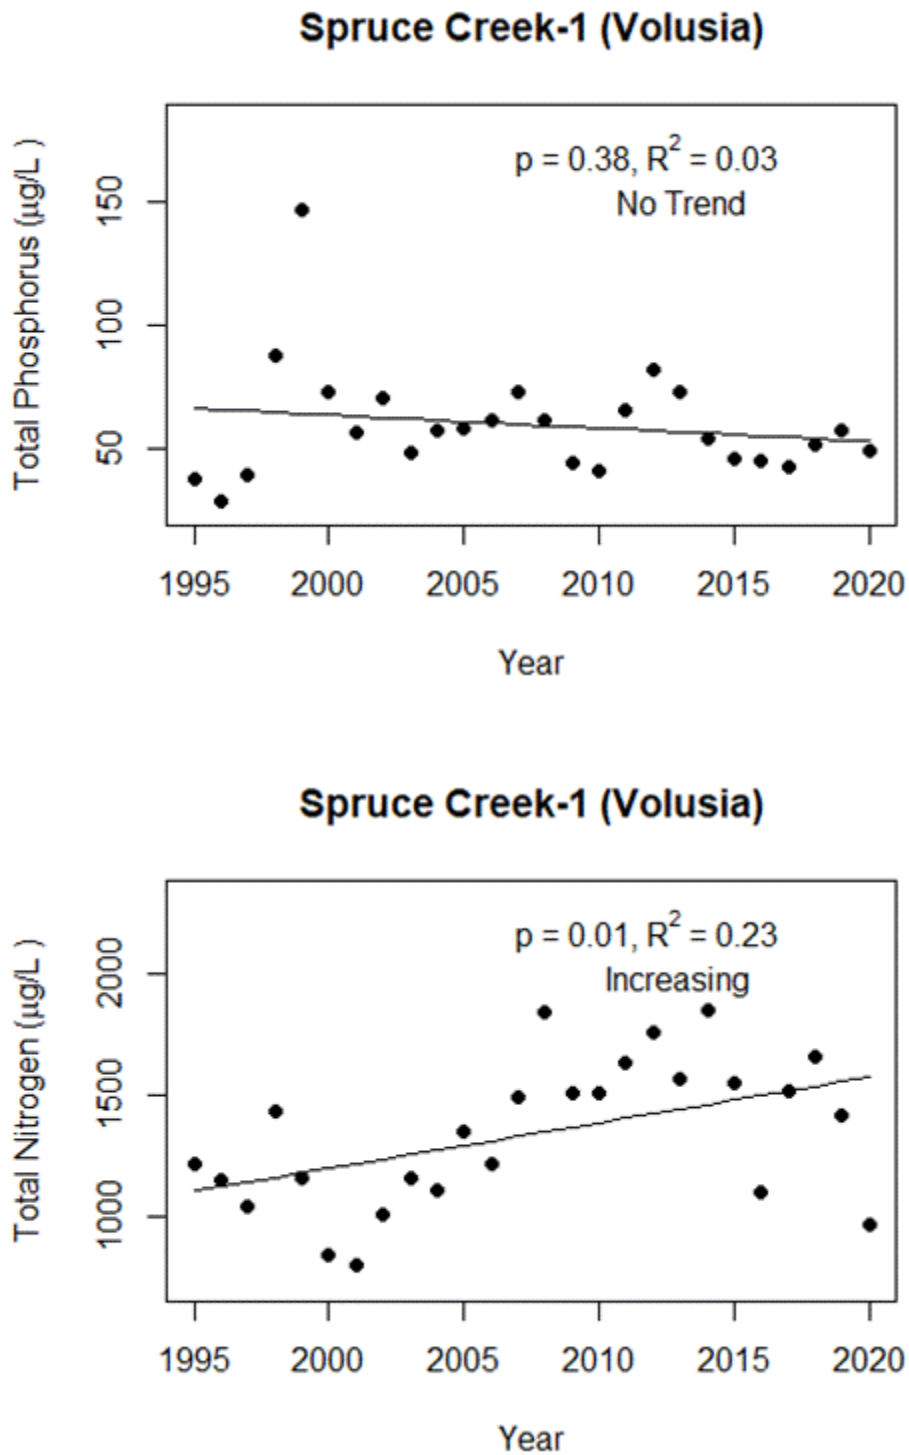 Spruce Creek-1 (Volusia)
p = 0.38, R² = 0.03
No Trend
Total Phosphorus (µg/L )
150
100
50
1995 2000 2005 2010 2015 2020
Year
Spruce Creek-1 (Volusia)
p = 0.01, R² = 0.23
Increasing
Total Nitrogen (µg/L )
2000
1500
1000
1995 2000 2005 2010 2015 2020
Year